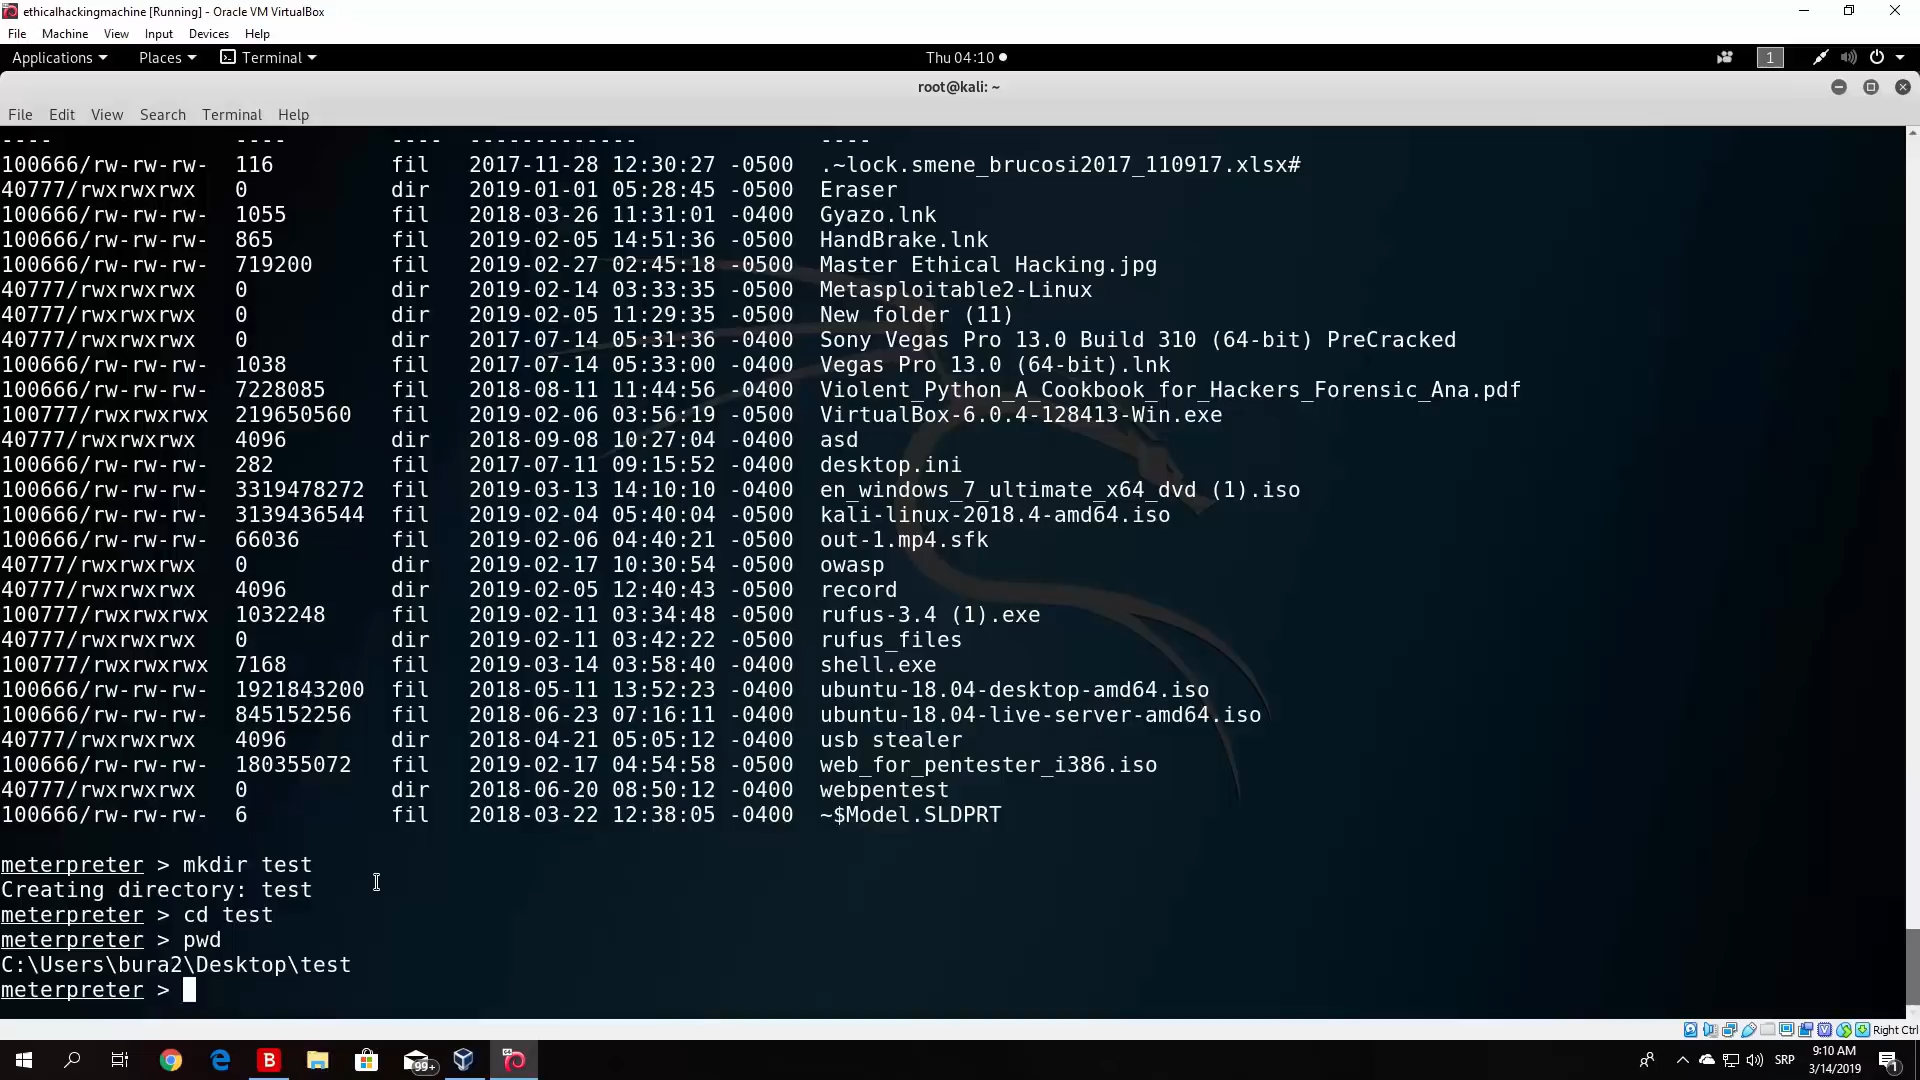 ethicalhackingmachine [Running] - Oracle VM VirtualBox
File Machine View Input Devices Help
Applications Places Terminal Thu 04:10 1
root@kali: ~
File Edit View Search Terminal Help
---- ---- ---- ------------- ----
100666/rw-rw-rw- 116 fil 2017-11-28 12:30:27 -0500 .~lock.smene_brucosi2017_110917.xlsx#
40777/rwxrwxrwx 0 dir 2019-01-01 05:28:45 -0500 Eraser
100666/rw-rw-rw- 1055 fil 2018-03-26 11:31:01 -0400 Gyazo.lnk
100666/rw-rw-rw- 865 fil 2019-02-05 14:51:36 -0500 HandBrake.lnk
100666/rw-rw-rw- 719200 fil 2019-02-27 02:45:18 -0500 Master Ethical Hacking.jpg
40777/rwxrwxrwx 0 dir 2019-02-14 03:33:35 -0500 Metasploitable2-Linux
40777/rwxrwxrwx 0 dir 2019-02-05 11:29:35 -0500 New folder (11)
40777/rwxrwxrwx 0 dir 2017-07-14 05:31:36 -0400 Sony Vegas Pro 13.0 Build 310 (64-bit) PreCracked
100666/rw-rw-rw- 1038 fil 2017-07-14 05:33:00 -0400 Vegas Pro 13.0 (64-bit).lnk
100666/rw-rw-rw- 7228085 fil 2018-08-11 11:44:56 -0400 Violent_Python_A_Cookbook_for_Hackers_Forensic_Ana.pdf
100777/rwxrwxrwx 219650560 fil 2019-02-06 03:56:19 -0500 VirtualBox-6.0.4-128413-Win.exe
40777/rwxrwxrwx 4096 dir 2018-09-08 10:27:04 -0400 asd
100666/rw-rw-rw- 282 fil 2017-07-11 09:15:52 -0400 desktop.ini
100666/rw-rw-rw- 3319478272 fil 2019-03-13 14:10:10 -0400 en_windows_7_ultimate_x64_dvd (1).iso
100666/rw-rw-rw- 3139436544 fil 2019-02-04 05:40:04 -0500 kali-linux-2018.4-amd64.iso
100666/rw-rw-rw- 66036 fil 2019-02-06 04:40:21 -0500 out-1.mp4.sfk
40777/rwxrwxrwx 0 dir 2019-02-17 10:30:54 -0500 owasp
40777/rwxrwxrwx 4096 dir 2019-02-05 12:40:43 -0500 record
100777/rwxrwxrwx 1032248 fil 2019-02-11 03:34:48 -0500 rufus-3.4 (1).exe
40777/rwxrwxrwx 0 dir 2019-02-11 03:42:22 -0500 rufus_files
100777/rwxrwxrwx 7168 fil 2019-03-14 03:58:40 -0400 shell.exe
100666/rw-rw-rw- 1921843200 fil 2018-05-11 13:52:23 -0400 ubuntu-18.04-desktop-amd64.iso
100666/rw-rw-rw- 845152256 fil 2018-06-23 07:16:11 -0400 ubuntu-18.04-live-server-amd64.iso
40777/rwxrwxrwx 4096 dir 2018-04-21 05:05:12 -0400 usb stealer
100666/rw-rw-rw- 180355072 fil 2019-02-17 04:54:58 -0500 web_for_pentester_i386.iso
40777/rwxrwxrwx 0 dir 2018-06-20 08:50:12 -0400 webpentest
100666/rw-rw-rw- 6 fil 2018-03-22 12:38:05 -0400 ~$Model.SLDPRT
meterpreter > mkdir test
Creating directory: test
meterpreter > cd test
meterpreter > pwd
C:\Users\bura2\Desktop\test
meterpreter >
Right Ctrl
B 99+ SRP 9:10 AM
3/14/2019 1